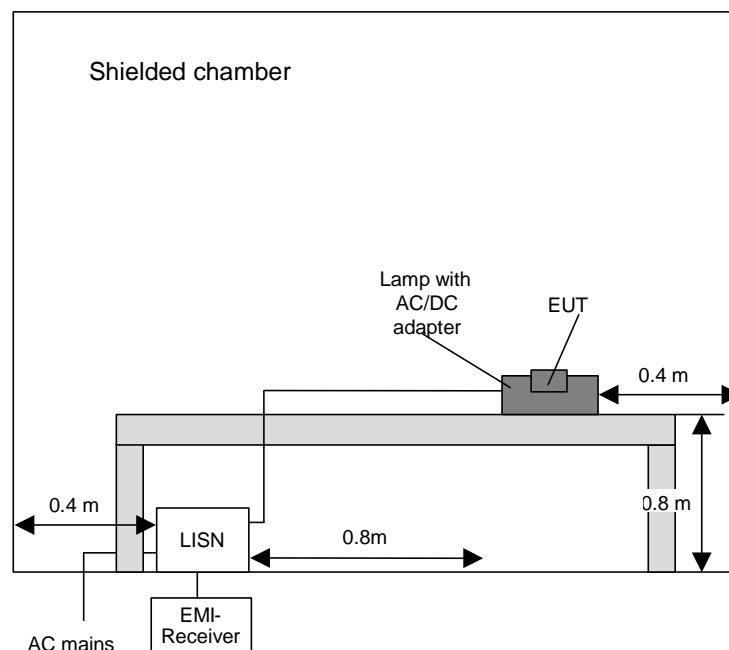 Shielded chamber
Lamp with
AC/DC
adapter
EUT
0.4 m
0.4 m
0.8 m
LISN
0.8m
EMI-
Receiver
AC mains